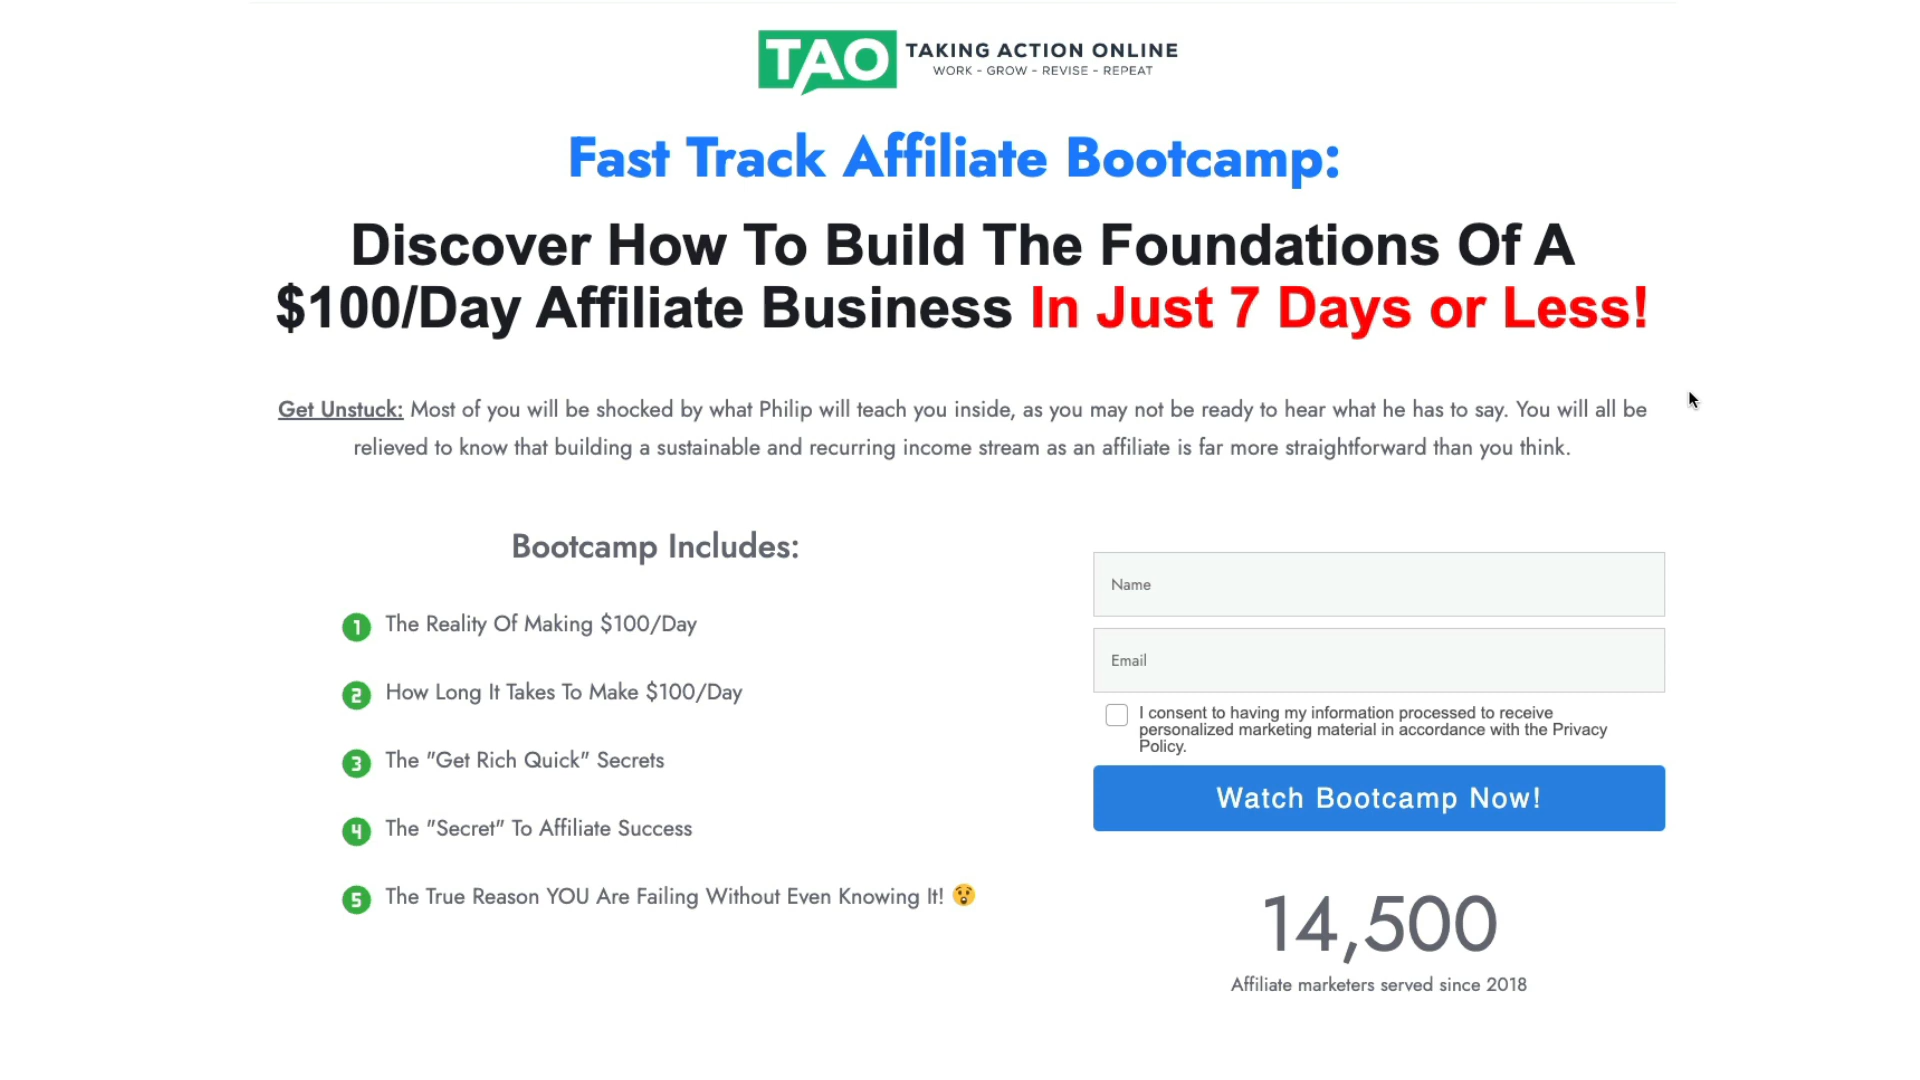 TAO TAKING ACTION ONLINE
WORK - GROW - REVISE - REPEAT
Fast Track Affiliate Bootcamp:
Discover How To Build The Foundations Of A
$100/Day Affiliate Business In Just 7 Days or Less!
Get Unstuck: Most of you will be shocked by what Philip will teach you inside, as you may not be ready to hear what he has to say. You will all be
relieved to know that building a sustainable and recurring income stream as an affiliate is far more straightforward than you think.
Bootcamp Includes:
1 The Reality Of Making $100/Day
2 How Long It Takes To Make $100/Day
3 The "Get Rich Quick" Secrets
4 The "Secret" To Affiliate Success
5 The True Reason YOU Are Failing Without Even Knowing It! 😲
Name
Email
I consent to having my information processed to receive
personalized marketing material in accordance with the Privacy
Policy.
Watch Bootcamp Now!
14,500
Affiliate marketers served since 2018